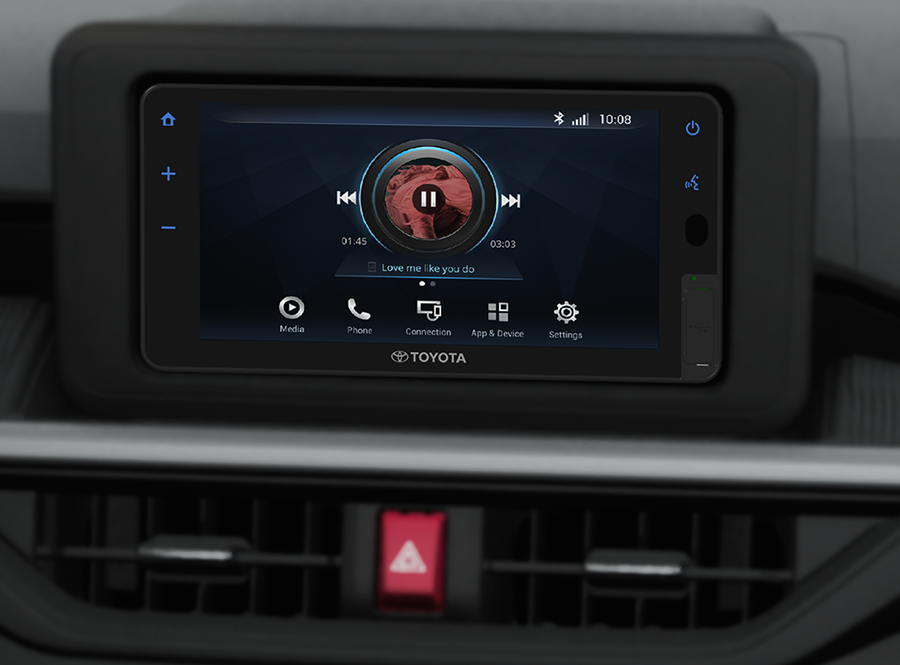 10:08
01:45
03:03
Love me like you do
Media
Phone
Connection
App & Device
Settings
TOYOTA